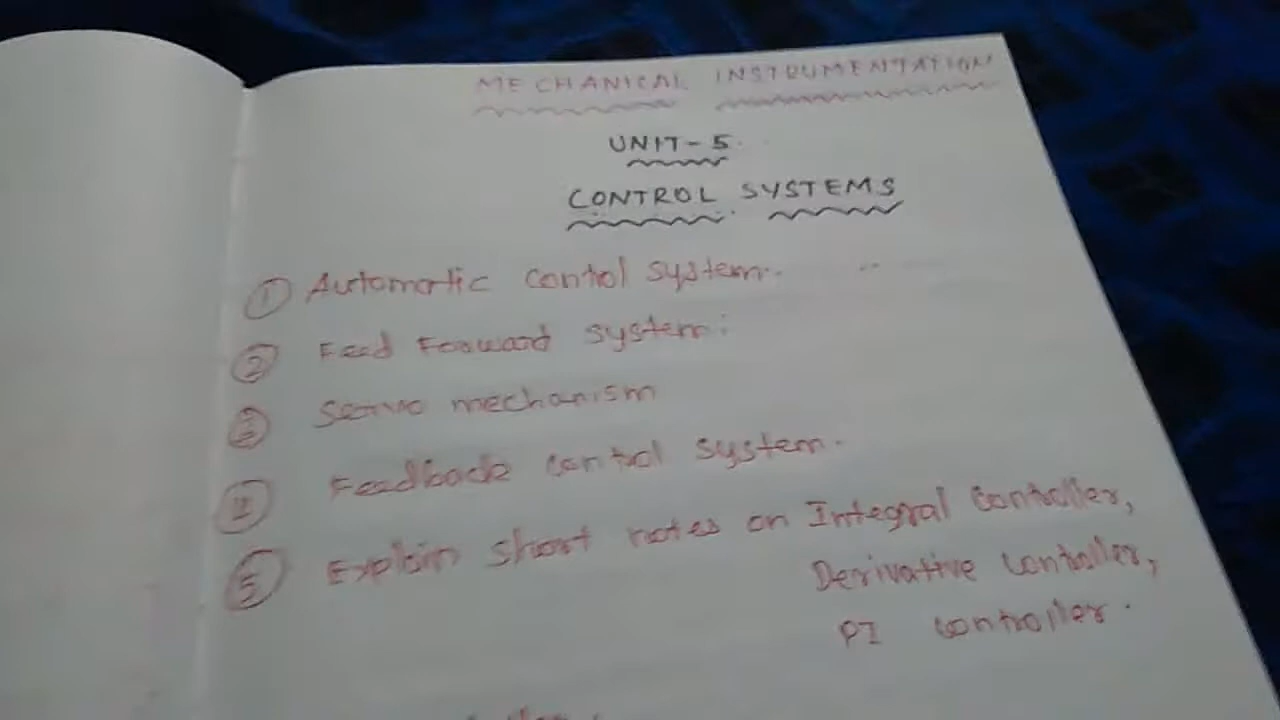 MECHANICAL INSTRUMENTATION
UNIT-5.
CONTROL SYSTEMS
① Automatic control system.
② Feed Forward system:
③ Servo mechanism
④ Feedback control system.
⑤ Explain short notes on Integral Controller,
Derivative Controller,
PI Controller.